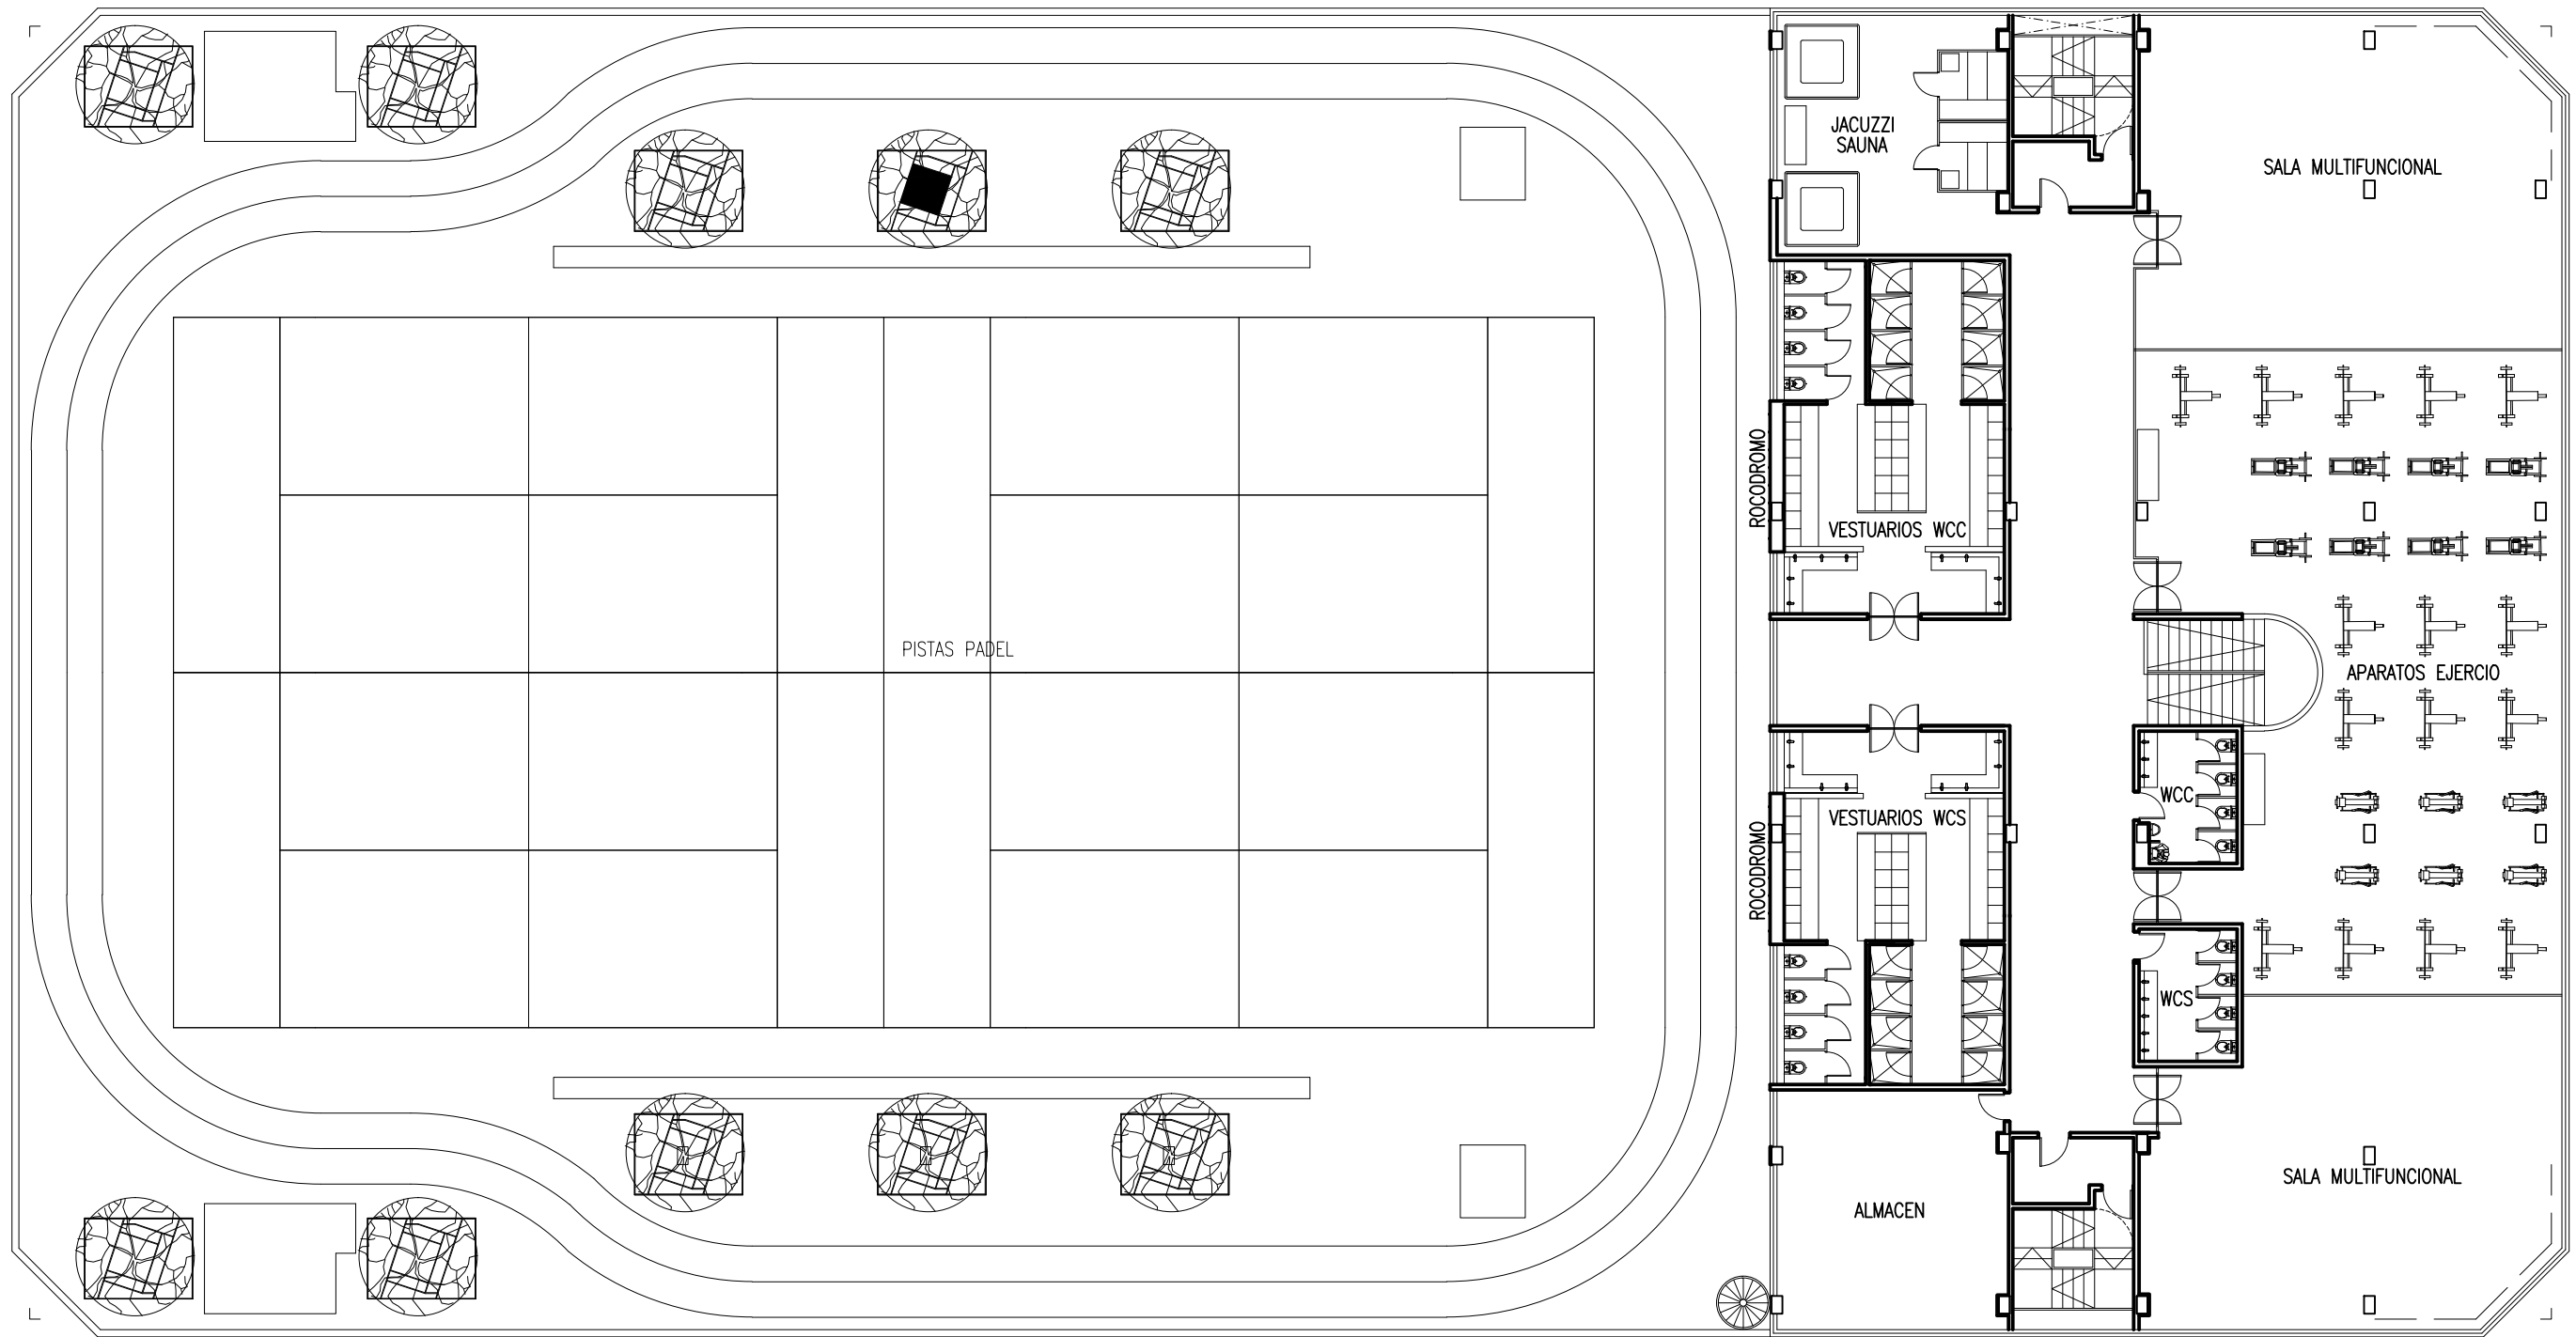 JACUZZI
SAUNA
SALA MULTIFUNCIONAL
ROCODROMO
VESTUARIOS WCC
PISTAS PADEL
APARATOS EJERCIO
WCC
VESTUARIOS WCS
ROCODROMO
WCS
SALA MULTIFUNCIONAL
ALMACEN